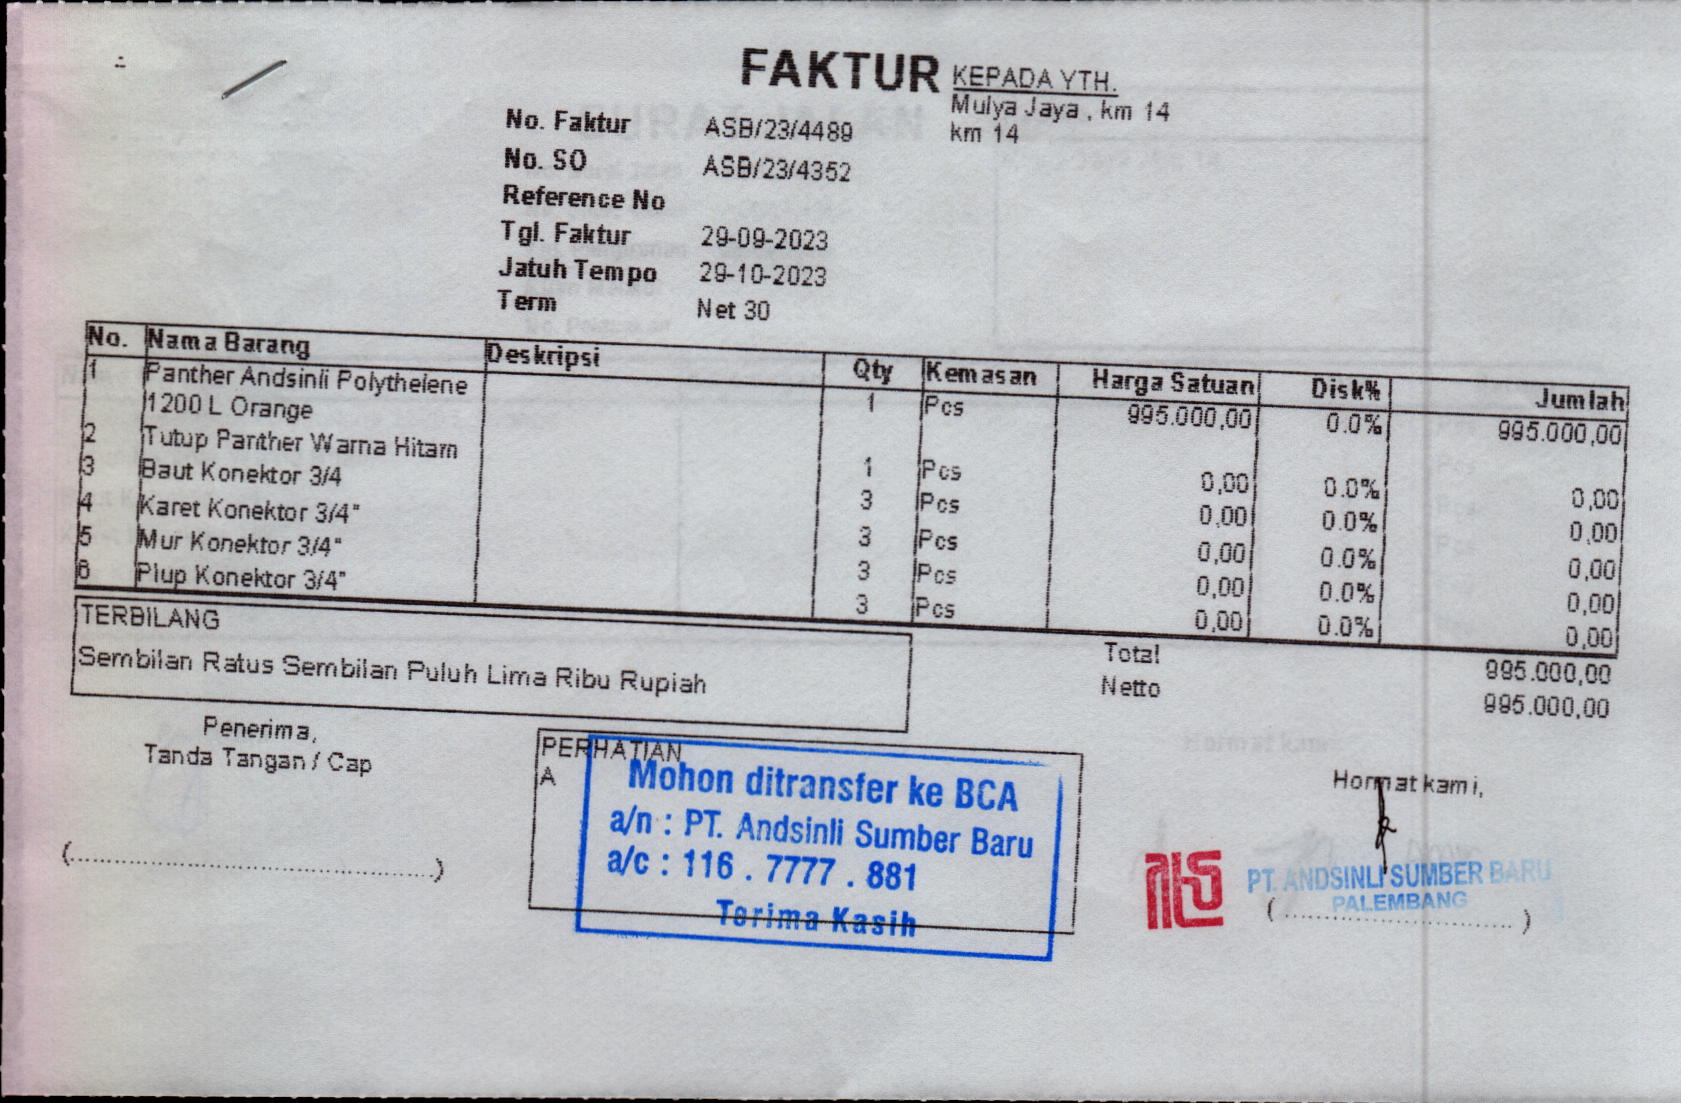 FAKTUR
KEPADA YTH.
Mulya Jaya , km 14
km 14
No. Faktur ASB/23/4489
No. SO ASB/23/4352
Reference No
Tgl. Faktur 29-09-2023
Jatuh Tempo 29-10-2023
Term Net 30
No. Nama Barang Deskripsi Qty Kemasan Harga Satuan Disk% Jumlah
1 Panther Andsinli Polythelene 1 Pcs 995.000,00 0.0% 995.000,00
1200 L Orange
2 Tutup Panther Warna Hitam 1 Pcs 0,00 0.0% 0,00
3 Baut Konektor 3/4 3 Pcs 0,00 0.0% 0,00
4 Karet Konektor 3/4" 3 Pcs 0,00 0.0% 0,00
5 Mur Konektor 3/4" 3 Pcs 0,00 0.0% 0,00
6 Plup Konektor 3/4" 3 Pcs 0,00 0.0% 0,00
TERBILANG
Sembilan Ratus Sembilan Puluh Lima Ribu Rupiah
Total 995.000,00
Netto 995.000,00
Penerima,
Tanda Tangan / Cap
(........................................)
PERHATIAN
A
Mohon ditransfer ke BCA
a/n : PT. Andsinli Sumber Baru
a/c : 116 . 7777 . 881
Terima Kasih
Hormat kami,
PT. ANDSINLI SUMBER BARU
PALEMBANG
(................................)